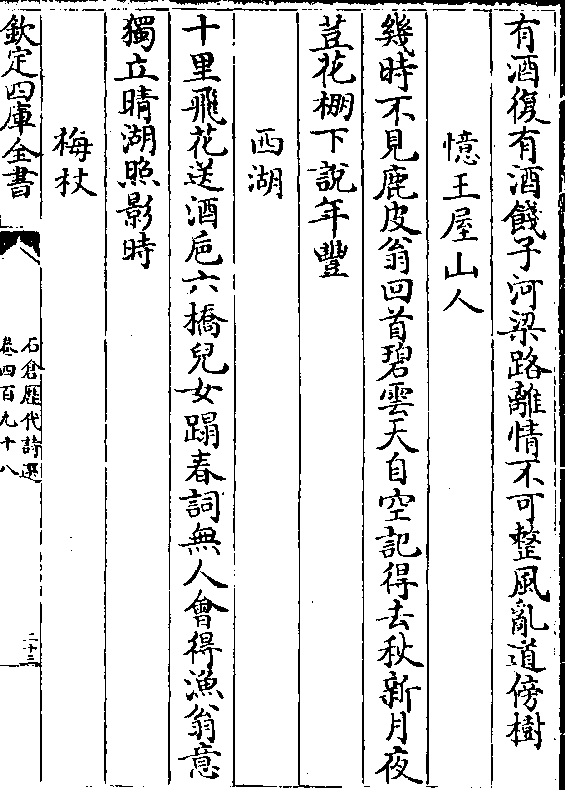 有酒復有酒餞子河梁路離情不可整風亂道傍樹
憶王屋山人
幾時不見鹿皮翁回首碧雲天自空記得去秋新月夜
荳花棚下說年豐
西湖
十里飛花送酒巵六橋兒女蹋春詞無人會得漁翁意
獨立晴湖照影時
梅杖
欽定四庫全書
石倉歷代詩選
卷四百九十八
二十三